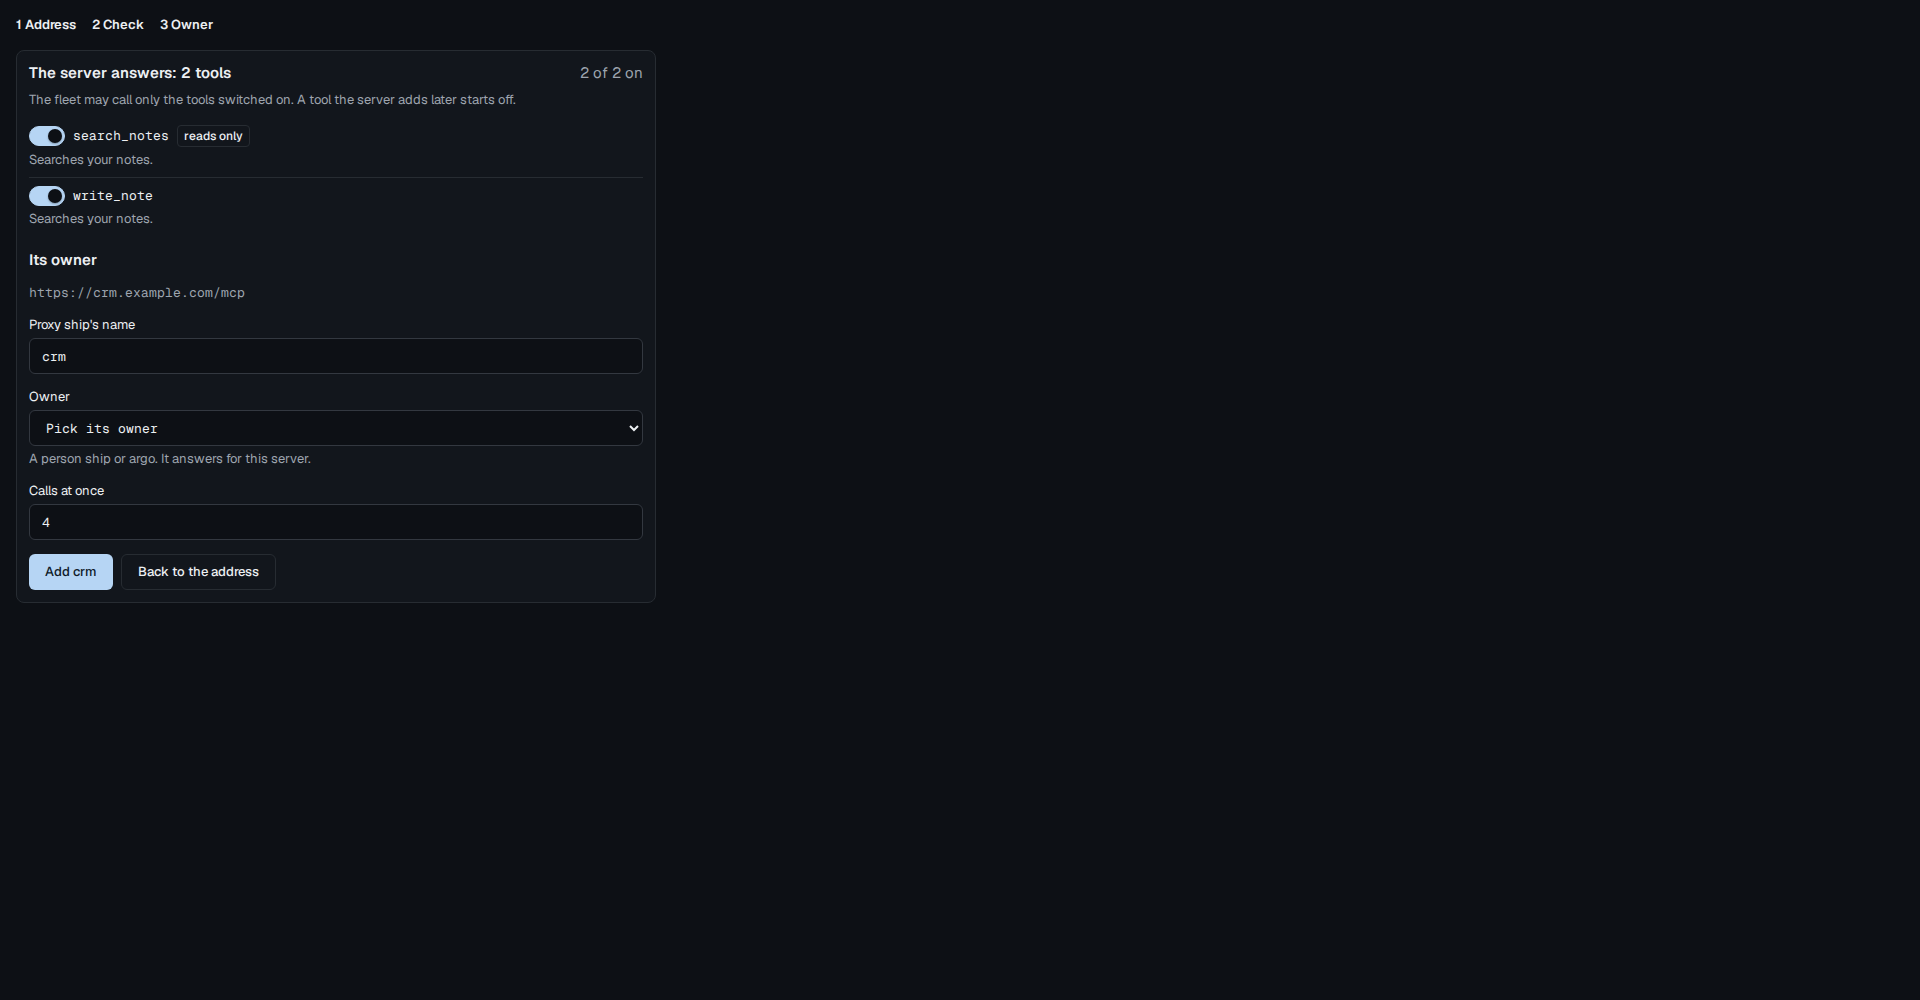 1 Address 2 Check 3 Owner
The server answers: 2 tools 2 of 2 on
The fleet may call only the tools switched on. A tool the server adds later starts off.
search_notes reads only
Searches your notes.
write_note
Searches your notes.
Its owner
https://crm.example.com/mcp
Proxy ship's name
crm
Owner
Pick its owner
A person ship or argo. It answers for this server.
Calls at once
4
Add crm Back to the address